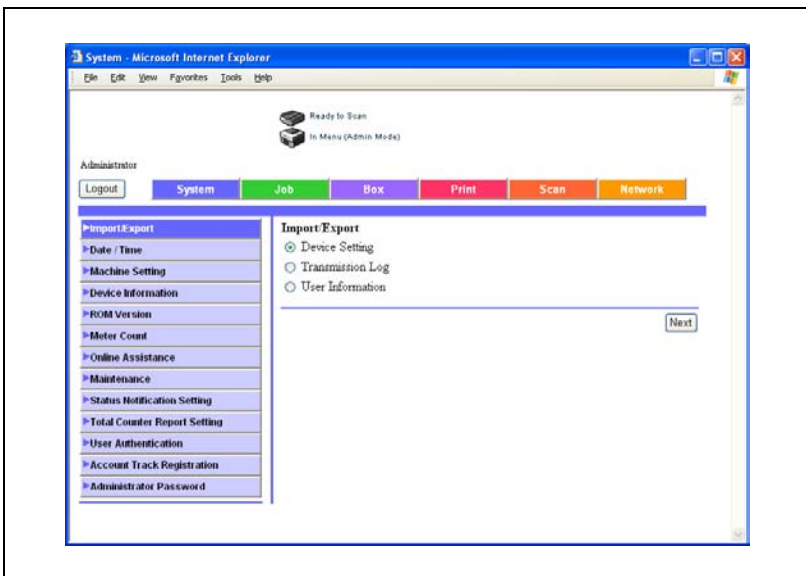 System - Microsoft Internet Explorer
File Edit View Favorites Tools Help
Ready to Scan
In Menu (Admin Mode)
Administrator
Logout System Job Box Print Scan Network
Import/Export
Date / Time
Machine Setting
Device Information
ROM Version
Meter Count
Online Assistance
Maintenance
Status Notification Setting
Total Counter Report Setting
User Authentication
Account Track Registration
Administrator Password
Import/Export
Device Setting
Transmission Log
User Information
Next